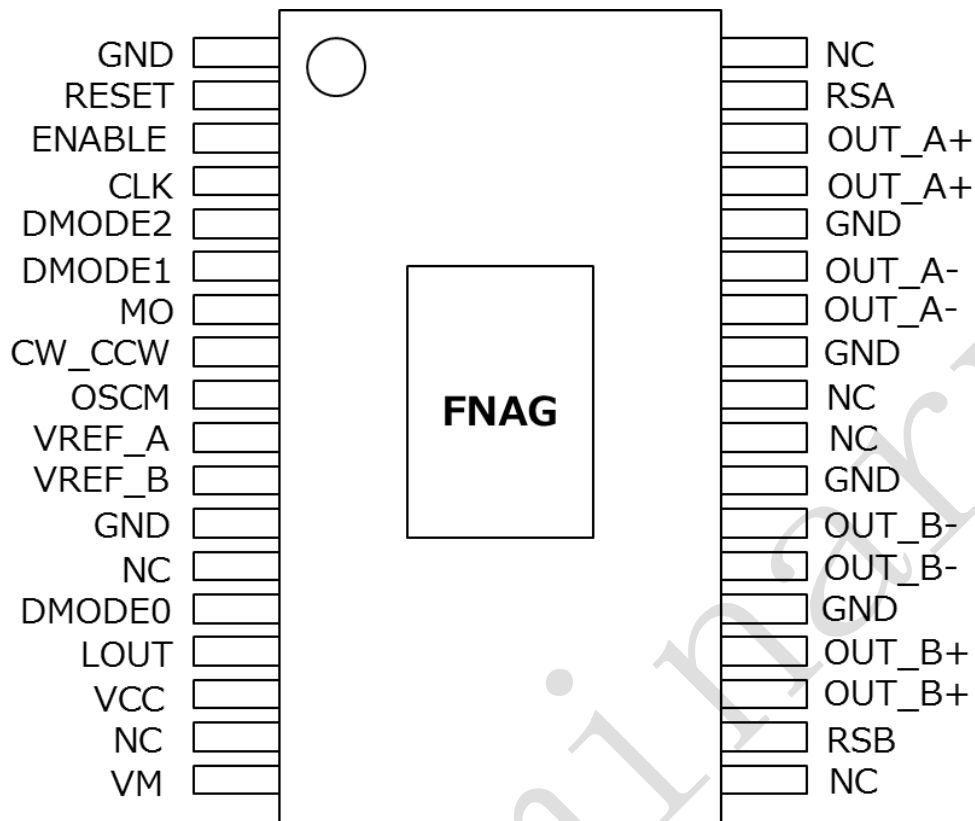 GND NC
RESET RSA
ENABLE OUT_A+
CLK OUT_A+
DMODE2 GND
DMODE1 OUT_A-
MO OUT_A-
CW_CCW GND
OSCM NC
FNAG
VREF_A NC
VREF_B GND
GND OUT_B-
NC OUT_B-
DMODE0 GND
LOUT OUT_B+
VCC OUT_B+
NC RSB
VM NC